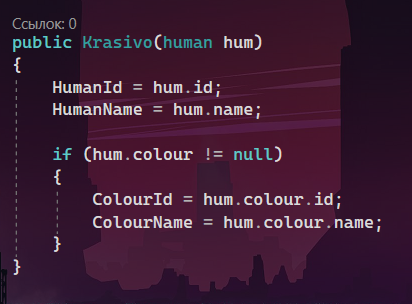 Ссылок: 0
public Krasivo(human hum)
{
    HumanId = hum.id;
    HumanName = hum.name;

    if (hum.colour != null)
    {
        ColourId = hum.colour.id;
        ColourName = hum.colour.name;
    }
}